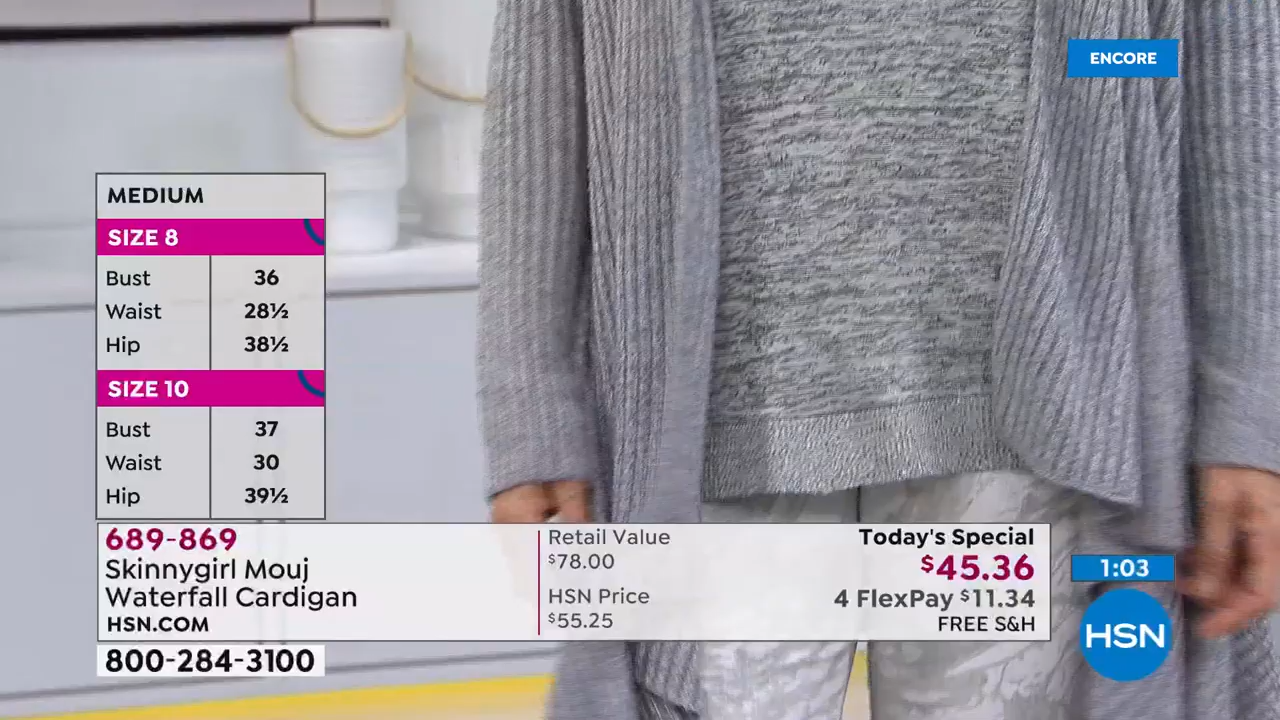 ENCORE
MEDIUM
SIZE 8
Bust 36
Waist 28½
Hip 38½
SIZE 10
Bust 37
Waist 30
Hip 39½
689-869
Skinnygirl Mouj
Waterfall Cardigan
HSN.COM
Retail Value
$78.00
HSN Price
$55.25
Today's Special
$45.36
4 FlexPay $11.34
FREE S&H
1:03
HSN
800-284-3100